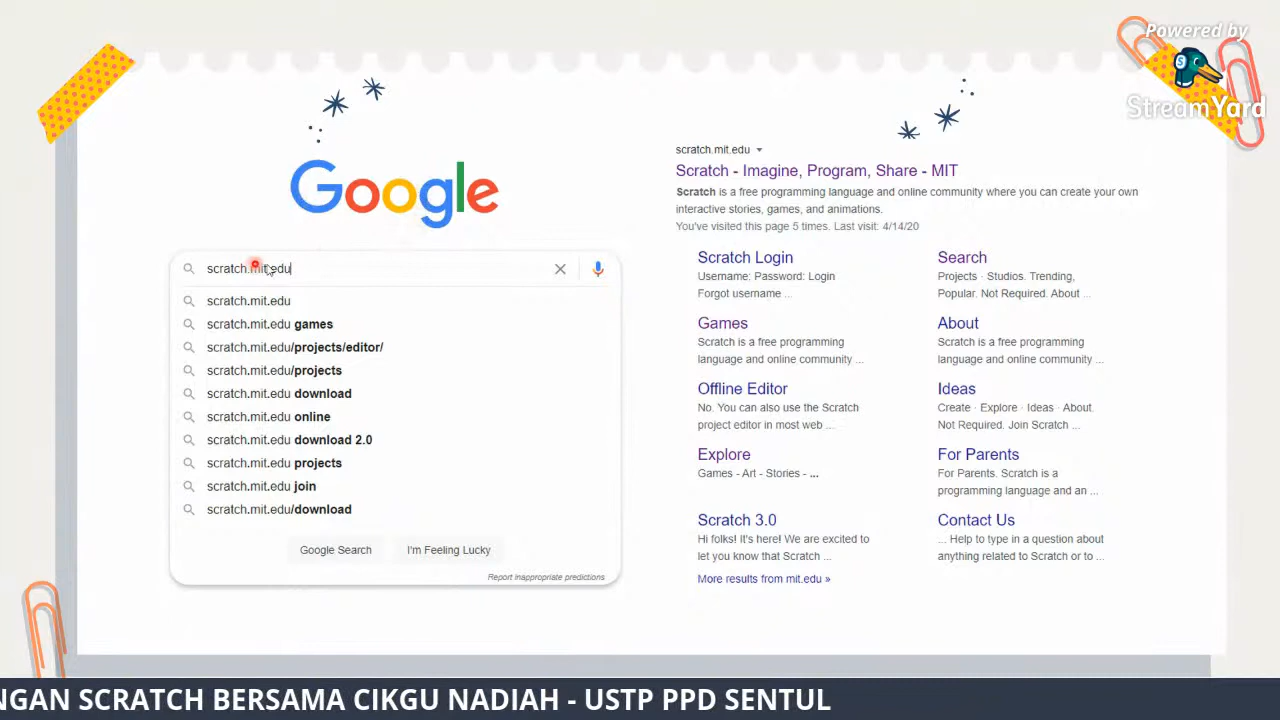 Powered by
StreamYard
Google
scratch.mit.edu
scratch.mit.edu
scratch.mit.edu games
scratch.mit.edu/projects/editor/
scratch.mit.edu/projects
scratch.mit.edu download
scratch.mit.edu online
scratch.mit.edu download 2.0
scratch.mit.edu projects
scratch.mit.edu join
scratch.mit.edu/download
Google Search I'm Feeling Lucky
Report inappropriate predictions
scratch.mit.edu
Scratch - Imagine, Program, Share - MIT
Scratch is a free programming language and online community where you can create your own
interactive stories, games, and animations.
You've visited this page 5 times. Last visit: 4/14/20
Scratch Login
Username: Password: Login
Forgot username ...
Search
Projects · Studios. Trending,
Popular. Not Required. About ...
Games
Scratch is a free programming
language and online community ...
About
Scratch is a free programming
language and online community ...
Offline Editor
No. You can also use the Scratch
project editor in most web ...
Ideas
Create · Explore · Ideas · About.
Not Required. Join Scratch ...
Explore
Games - Art - Stories - ...
For Parents
For Parents. Scratch is a
programming language and an ...
Scratch 3.0
Hi folks! It's here! We are excited to
let you know that Scratch ...
Contact Us
... Help to type in a question about
anything related to Scratch or to ...
More results from mit.edu »
NGAN SCRATCH BERSAMA CIKGU NADIAH - USTP PPD SENTUL